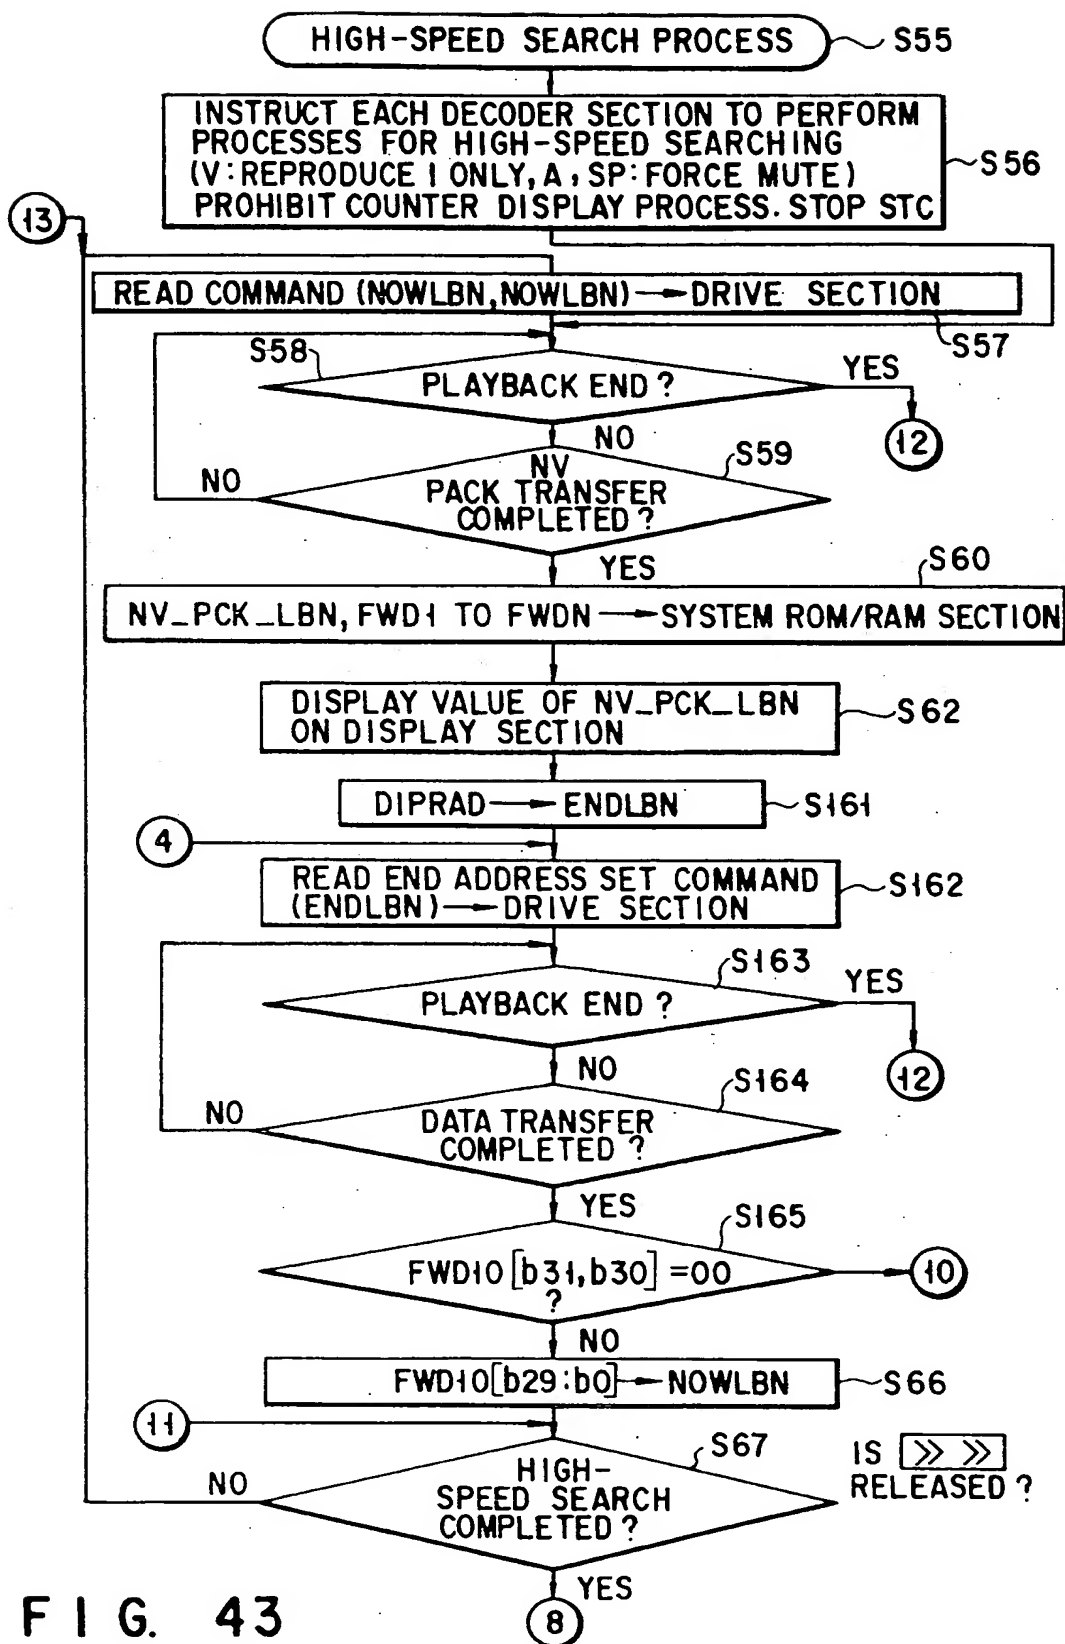 HIGH-SPEED SEARCH PROCESS
S55
INSTRUCT EACH DECODER SECTION TO PERFORM
PROCESSES FOR HIGH-SPEED SEARCHING
(V:REPRODUCE I ONLY, A, SP:FORCE MUTE)
PROHIBIT COUNTER DISPLAY PROCESS. STOP STC
S56
13
READ COMMAND (NOWLBN,NOWLBN)→DRIVE SECTION
S57
S58
PLAYBACK END ?
YES
12
NO
S59
NV
PACK TRANSFER
COMPLETED ?
NO
YES
S60
NV_PCK_LBN, FWD1 TO FWDN→SYSTEM ROM/RAM SECTION
DISPLAY VALUE OF NV_PCK_LBN
ON DISPLAY SECTION
S62
DIPRAD→ENDLBN
S161
4
READ END ADDRESS SET COMMAND
(ENDLBN)→DRIVE SECTION
S162
S163
PLAYBACK END ?
YES
12
NO
S164
DATA TRANSFER
COMPLETED ?
NO
YES
S165
FWD10[b31,b30]=00
?
10
NO
FWD10[b29:b0]→NOWLBN
S66
11
S67
HIGH-
SPEED SEARCH
COMPLETED ?
NO
IS ≫ ≫
RELEASED ?
YES
8
FIG. 43